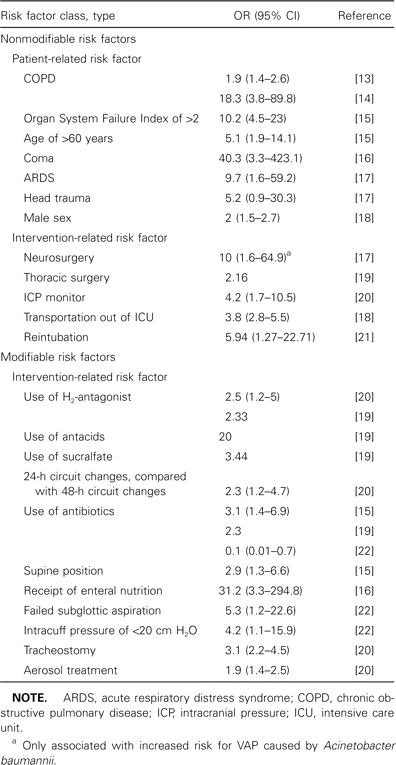 Risk factor class, type OR (95% CI) Reference
Nonmodifiable risk factors
Patient-related risk factor
COPD 1.9 (1.4–2.6) [13]
18.3 (3.8–89.8) [14]
Organ System Failure Index of >2 10.2 (4.5–23) [15]
Age of >60 years 5.1 (1.9–14.1) [15]
Coma 40.3 (3.3–423.1) [16]
ARDS 9.7 (1.6–59.2) [17]
Head trauma 5.2 (0.9–30.3) [17]
Male sex 2 (1.5–2.7) [18]
Intervention-related risk factor
Neurosurgery 10 (1.6–64.9)a [17]
Thoracic surgery 2.16 [19]
ICP monitor 4.2 (1.7–10.5) [20]
Transportation out of ICU 3.8 (2.8–5.5) [18]
Reintubation 5.94 (1.27–22.71) [21]
Modifiable risk factors
Intervention-related risk factor
Use of H2-antagonist 2.5 (1.2–5) [20]
2.33 [19]
Use of antacids 20 [19]
Use of sucralfate 3.44 [19]
24-h circuit changes, compared
with 48-h circuit changes 2.3 (1.2–4.7) [20]
Use of antibiotics 3.1 (1.4–6.9) [15]
2.3 [19]
0.1 (0.01–0.7) [22]
Supine position 2.9 (1.3–6.6) [15]
Receipt of enteral nutrition 31.2 (3.3–294.8) [16]
Failed subglottic aspiration 5.3 (1.2–22.6) [22]
Intracuff pressure of <20 cm H2O 4.2 (1.1–15.9) [22]
Tracheostomy 3.1 (2.2–4.5) [20]
Aerosol treatment 1.9 (1.4–2.5) [20]
NOTE. ARDS, acute respiratory distress syndrome; COPD, chronic ob-
structive pulmonary disease; ICP, intracranial pressure; ICU, intensive care
unit.
a Only associated with increased risk for VAP caused by Acinetobacter
baumannii.